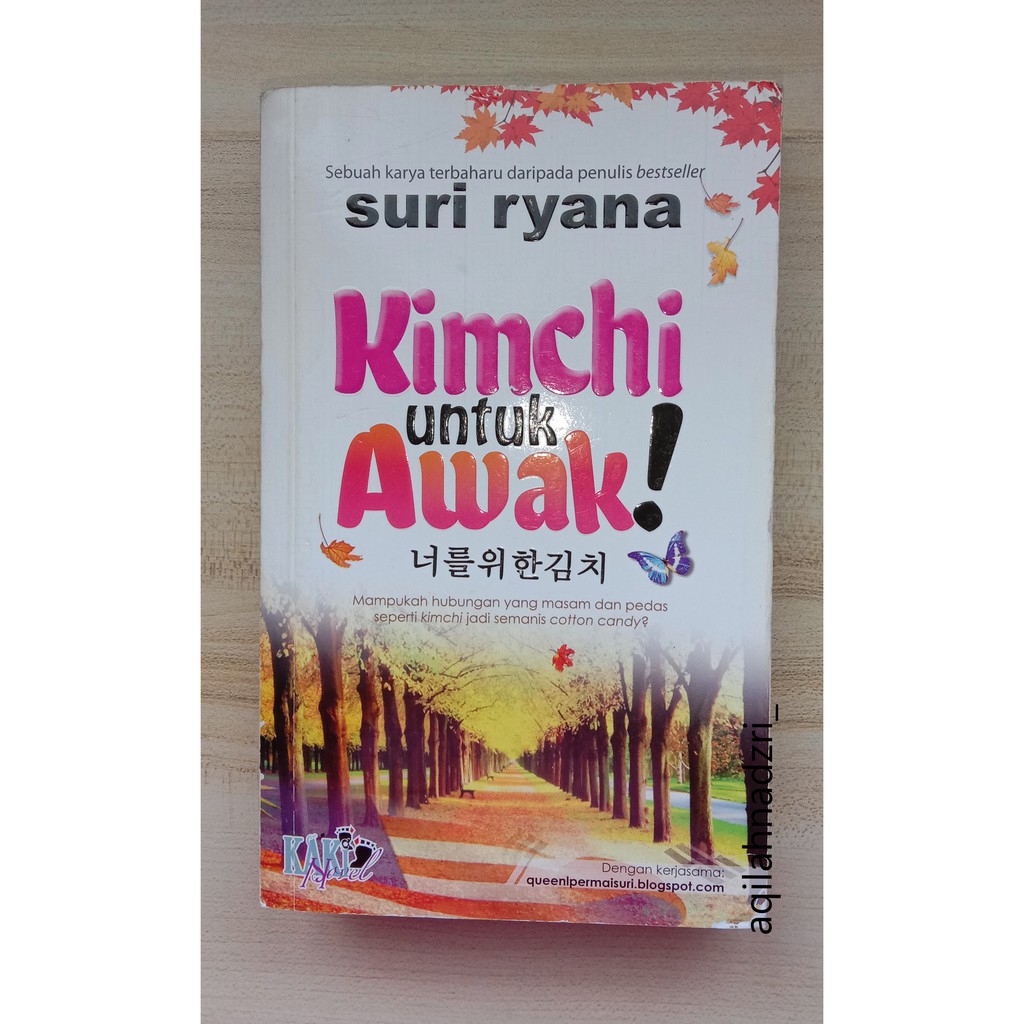 Sebuah karya terbaharu daripada penulis bestseller
suri ryana
Kimchi
untuk
Awak!
너를위한김치
Mampukah hubungan yang masam dan pedas
seperti kimchi jadi semanis cotton candy?
KAKI
Novel
Dengan kerjasama:
queenlpermaisuri.blogspot.com
aqilahnadzri_